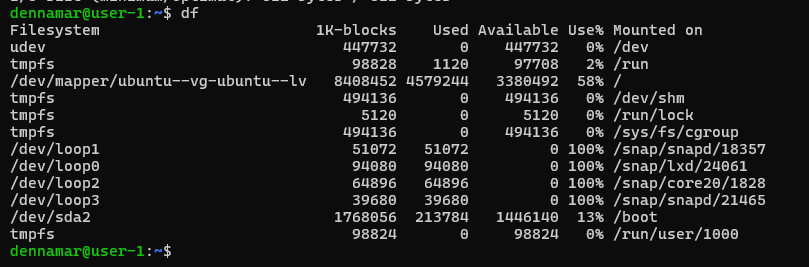 dennamar@user-1:~$ df
Filesystem 1K-blocks Used Available Use% Mounted on
udev 447732 0 447732 0% /dev
tmpfs 98828 1120 97708 2% /run
/dev/mapper/ubuntu--vg-ubuntu--lv 8408452 4579244 3380492 58% /
tmpfs 494136 0 494136 0% /dev/shm
tmpfs 5120 0 5120 0% /run/lock
tmpfs 494136 0 494136 0% /sys/fs/cgroup
/dev/loop1 51072 51072 0 100% /snap/snapd/18357
/dev/loop0 94080 94080 0 100% /snap/lxd/24061
/dev/loop2 64896 64896 0 100% /snap/core20/1828
/dev/loop3 39680 39680 0 100% /snap/snapd/21465
/dev/sda2 1768056 213784 1446140 13% /boot
tmpfs 98824 0 98824 0% /run/user/1000
dennamar@user-1:~$